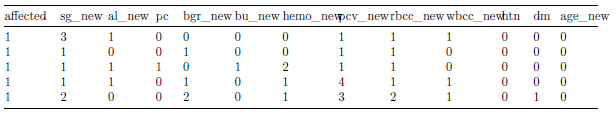 affected sg_new al_new pc bgr_new bu_new hemo_new pcv_new rbcc_new wbcc_new htn dm age_new
1 3 1 0 0 0 0 1 1 1 0 0 0
1 1 0 0 1 0 0 1 1 0 0 0 0
1 1 1 1 0 1 2 1 1 0 0 0 0
1 1 1 0 1 0 1 4 1 1 0 0 0
1 2 0 0 2 0 1 3 2 1 0 1 0